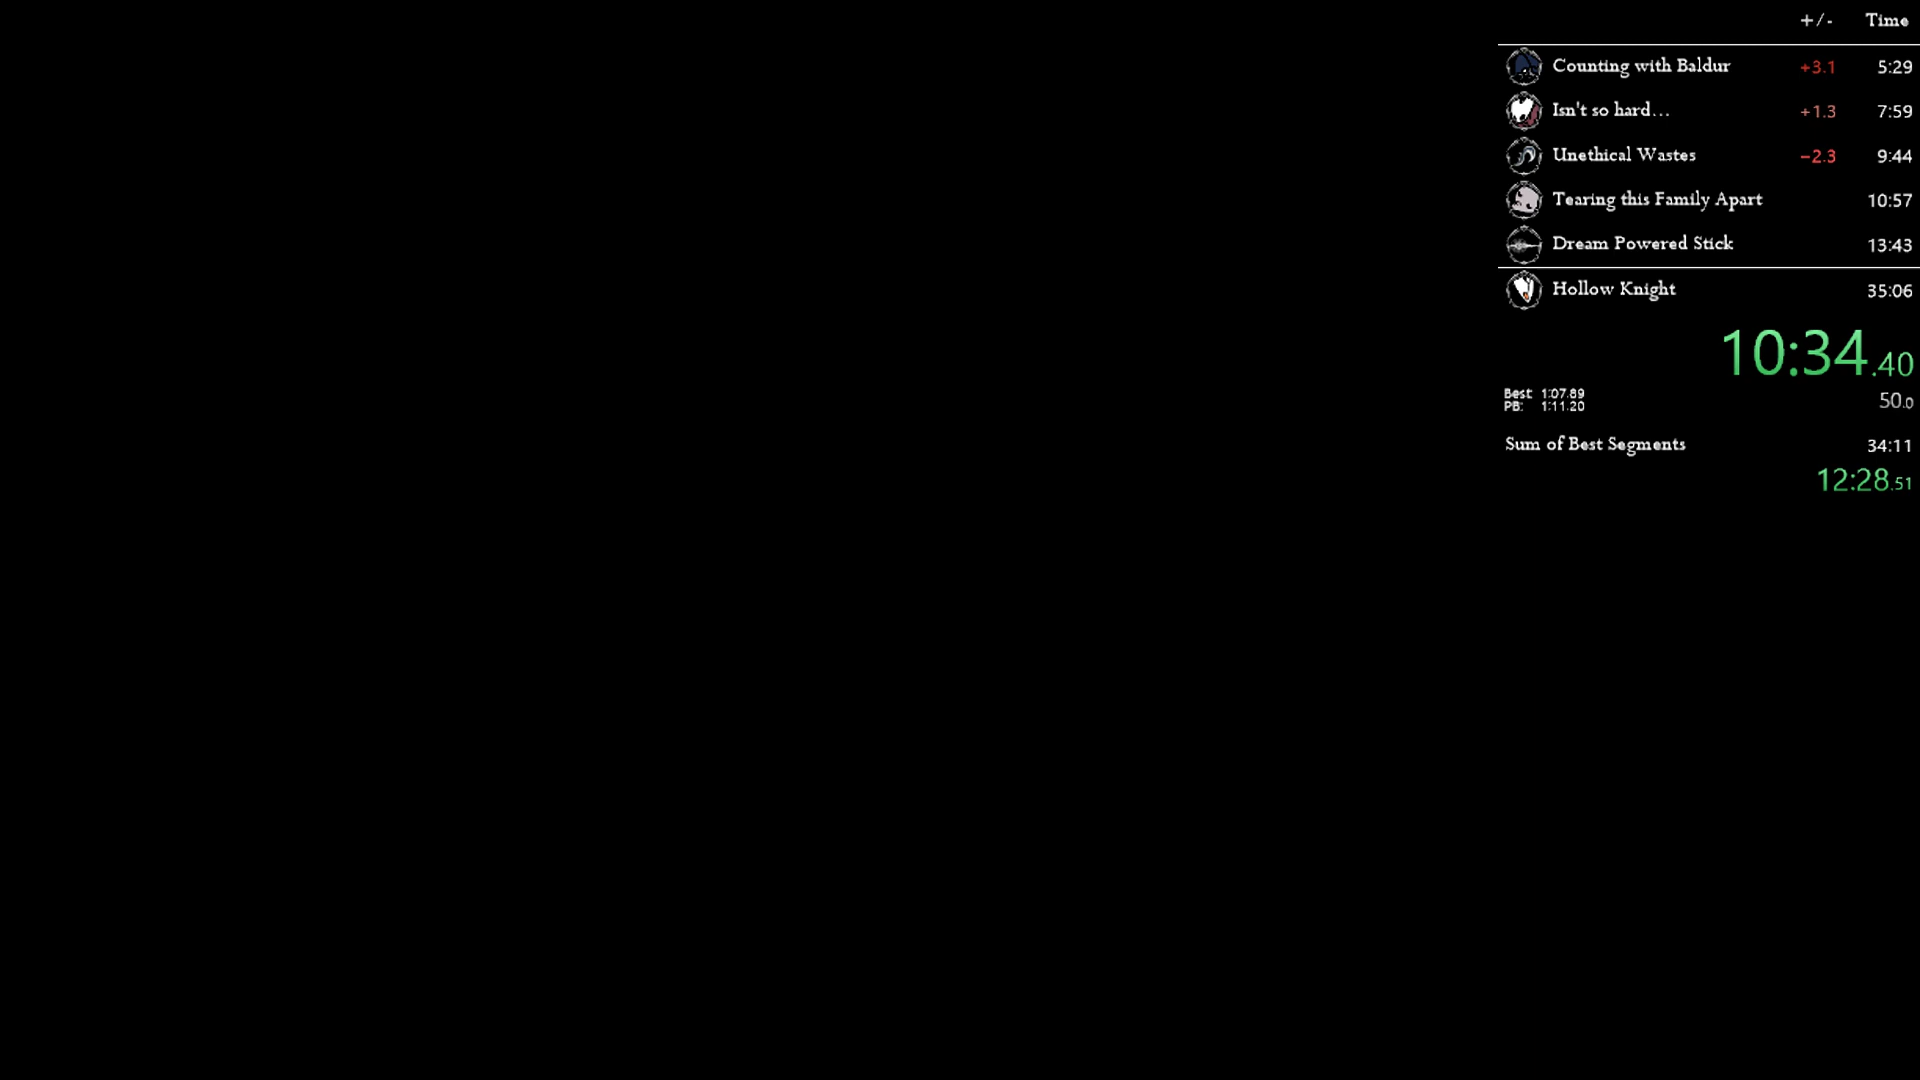 +/- Time
Counting with Baldur +3.1 5:29
Isn't so hard... +1.3 7:59
Unethical Wastes −2.3 9:44
Tearing this Family Apart 10:57
Dream Powered Stick 13:43
Hollow Knight 35:06
10:34.40
Best: 1:07.89
PB: 1:11.20
50.0
Sum of Best Segments 34:11
12:28.51